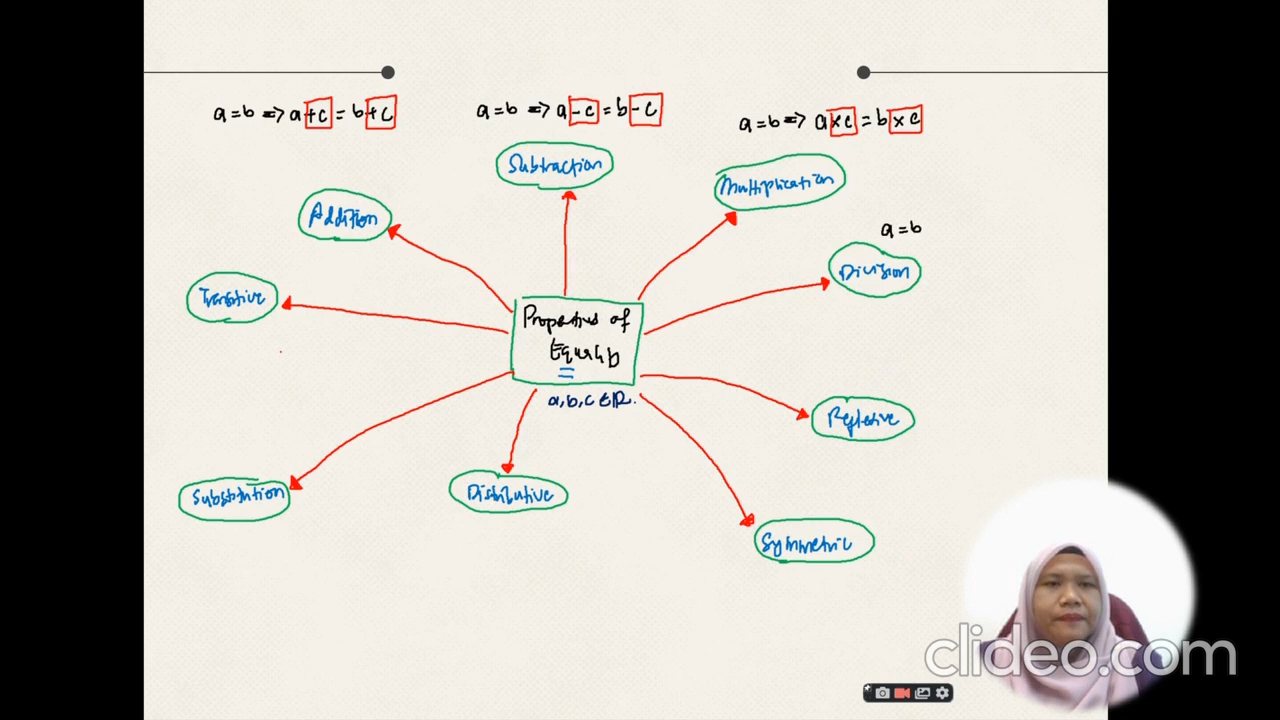 a = b => a + c = b + c
a = b => a - c = b - c
a = b => a × c = b × c
Subtraction
Multiplication
Addition
a = b
Division
Transitive
Properties of
Equality
=
a, b, c ∈ ℝ.
Reflexive
Substitution
Distributive
Symmetric
clideo.com